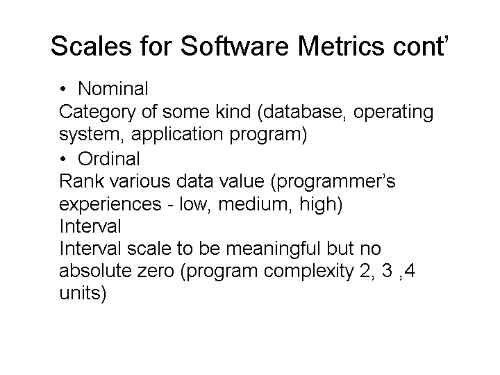 Scales for Software Metrics cont’
• Nominal
Category of some kind (database, operating
system, application program)
• Ordinal
Rank various data value (programmer’s
experiences - low, medium, high)
Interval
Interval scale to be meaningful but no
absolute zero (program complexity 2, 3 ,4
units)